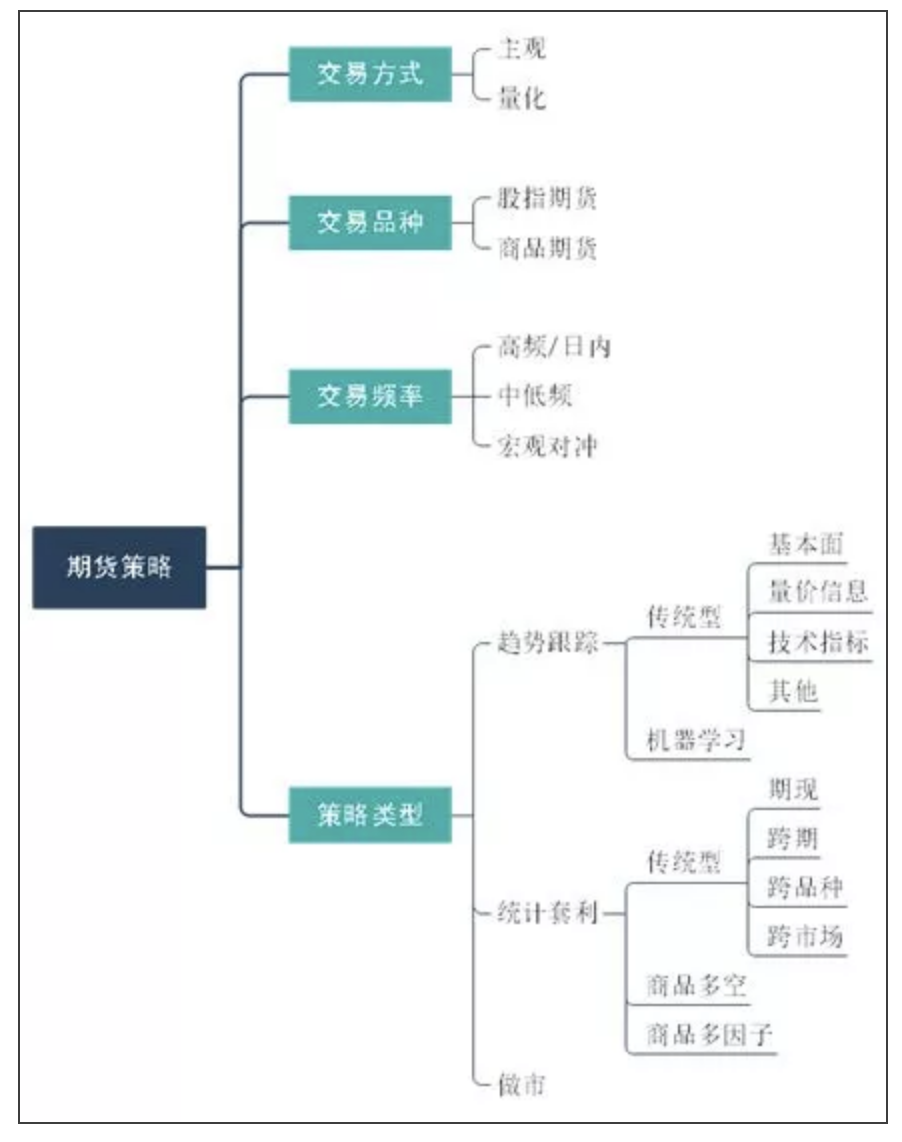 交易方式
主观
量化
交易品种
股指期货
商品期货
交易频率
高频/日内
中低频
宏观对冲
期货策略
策略类型
趋势跟踪
传统型
基本面
量价信息
技术指标
其他
机器学习
统计套利
传统型
期现
跨期
跨品种
跨市场
商品多空
商品多因子
做市